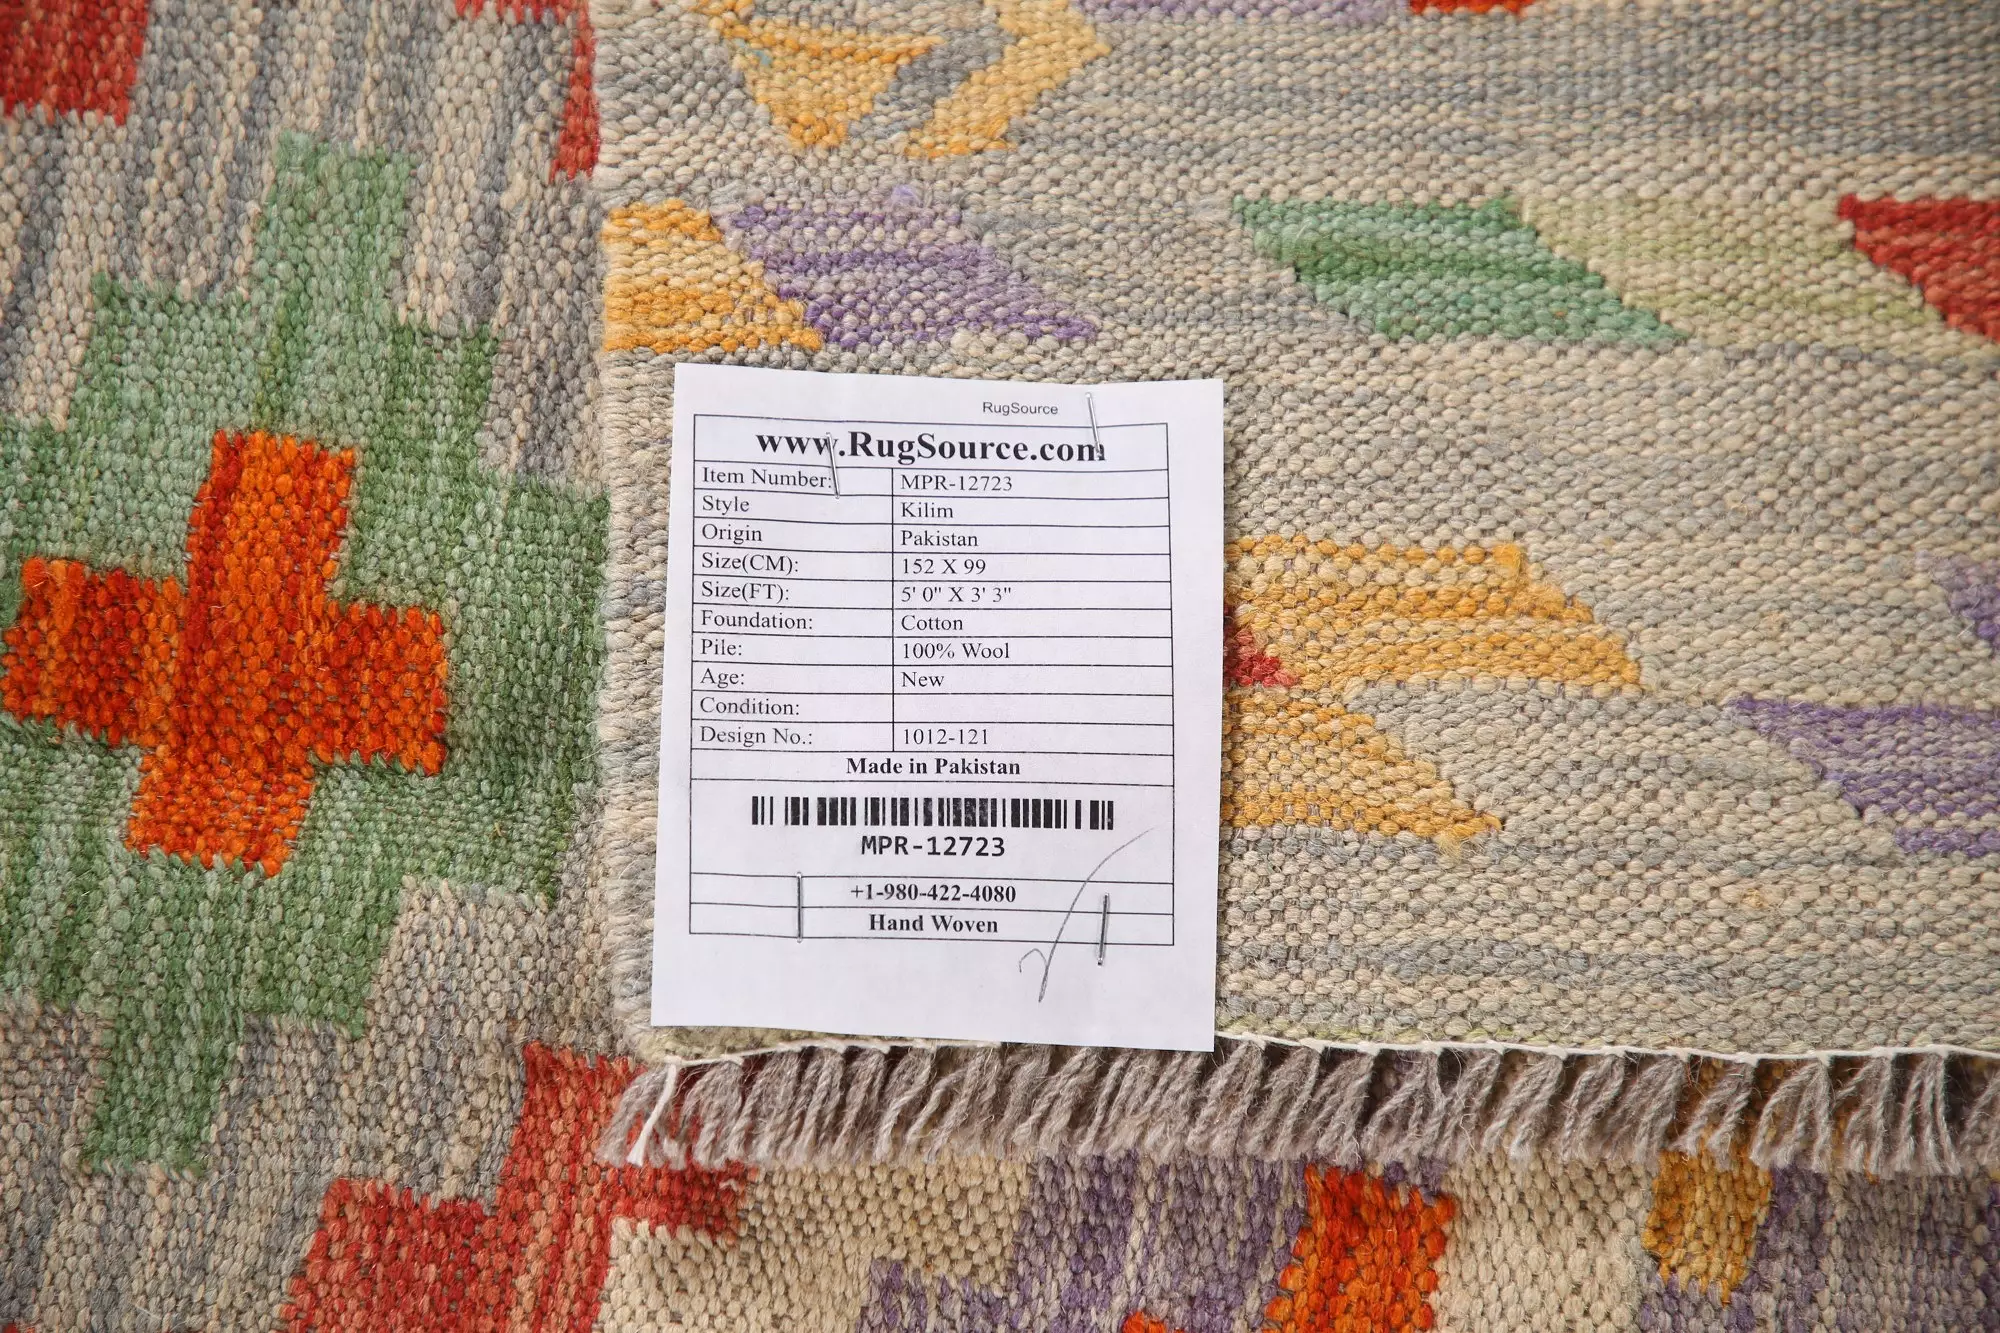 RugSource
www.RugSource.com
Item Number: MPR-12723
Style Kilim
Origin Pakistan
Size(CM): 152 X 99
Size(FT): 5' 0" X 3' 3"
Foundation: Cotton
Pile: 100% Wool
Age: New
Condition:
Design No.: 1012-121
Made in Pakistan
MPR-12723
+1-980-422-4080
Hand Woven